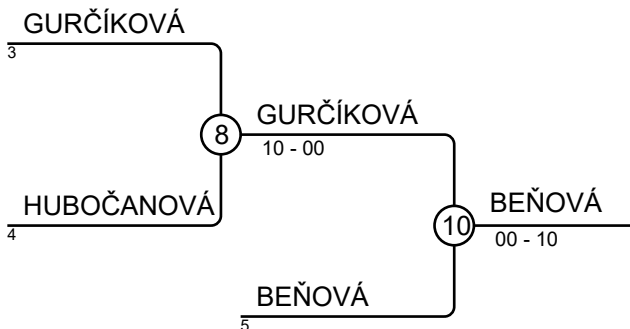 GURČÍKOVÁ
3
8
GURČÍKOVÁ
10 - 00
HUBOČANOVÁ
4
10
BEŇOVÁ
00 - 10
BEŇOVÁ
5